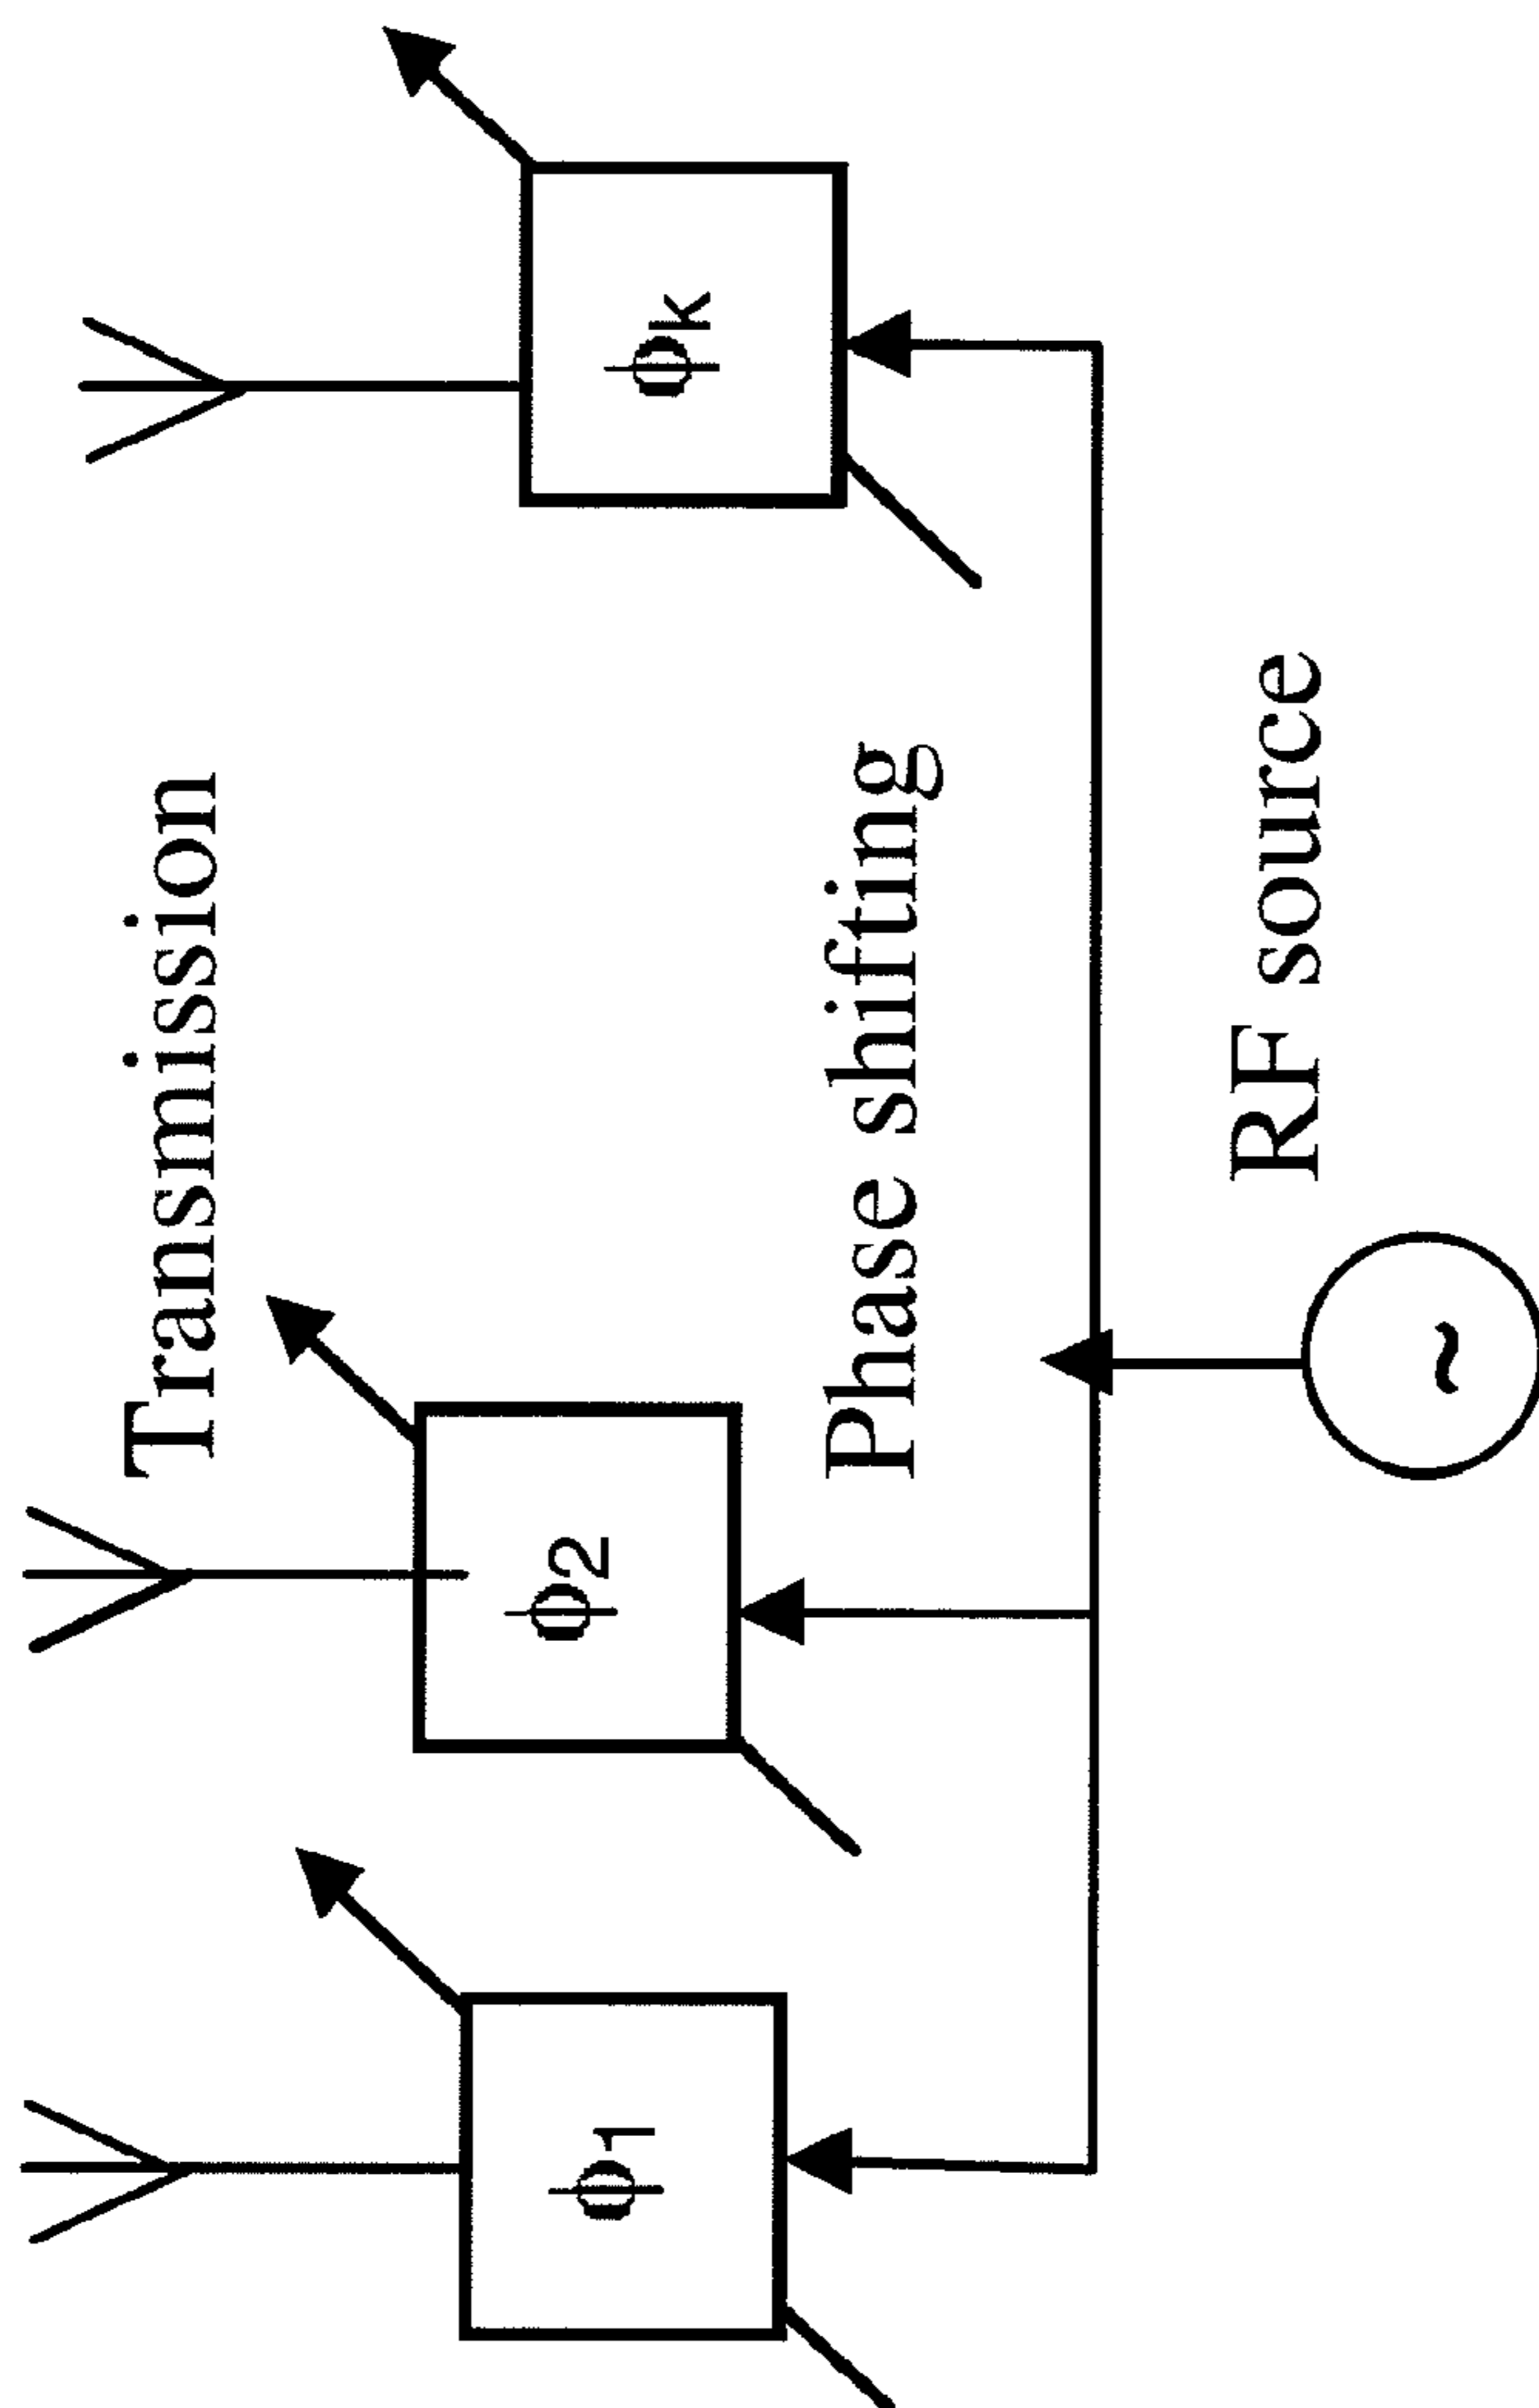 Transmission
ϕ1
ϕ2
ϕK
Phase shifting
RF source
~